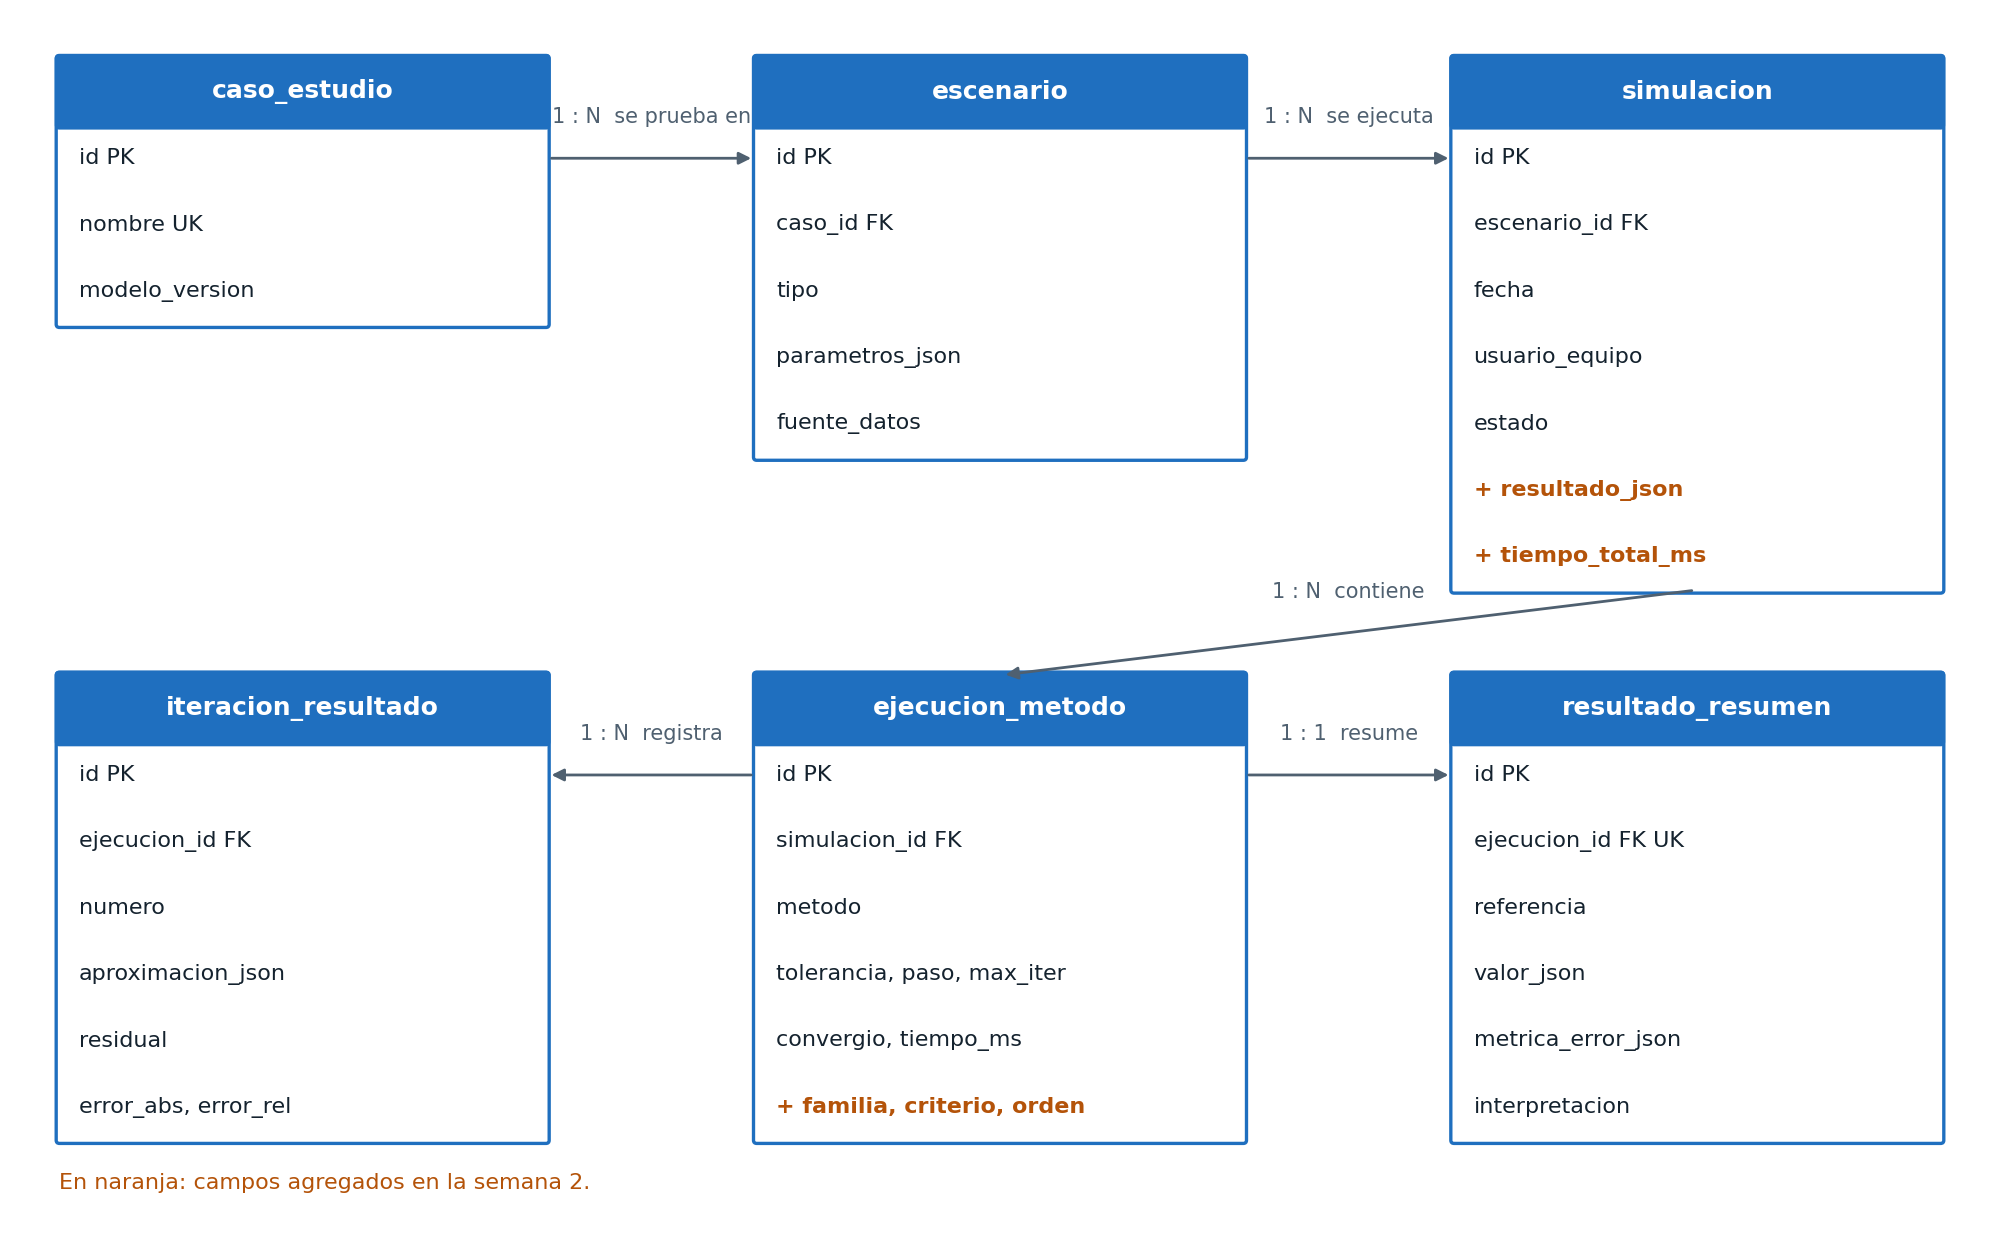 caso_estudio
id PK
nombre UK
modelo_version
1 : N  se prueba en
escenario
id PK
caso_id FK
tipo
parametros_json
fuente_datos
1 : N  se ejecuta
simulacion
id PK
escenario_id FK
fecha
usuario_equipo
estado
+ resultado_json
+ tiempo_total_ms
1 : N  contiene
iteracion_resultado
id PK
ejecucion_id FK
numero
aproximacion_json
residual
error_abs, error_rel
1 : N  registra
ejecucion_metodo
id PK
simulacion_id FK
metodo
tolerancia, paso, max_iter
convergio, tiempo_ms
+ familia, criterio, orden
1 : 1  resume
resultado_resumen
id PK
ejecucion_id FK UK
referencia
valor_json
metrica_error_json
interpretacion
En naranja: campos agregados en la semana 2.